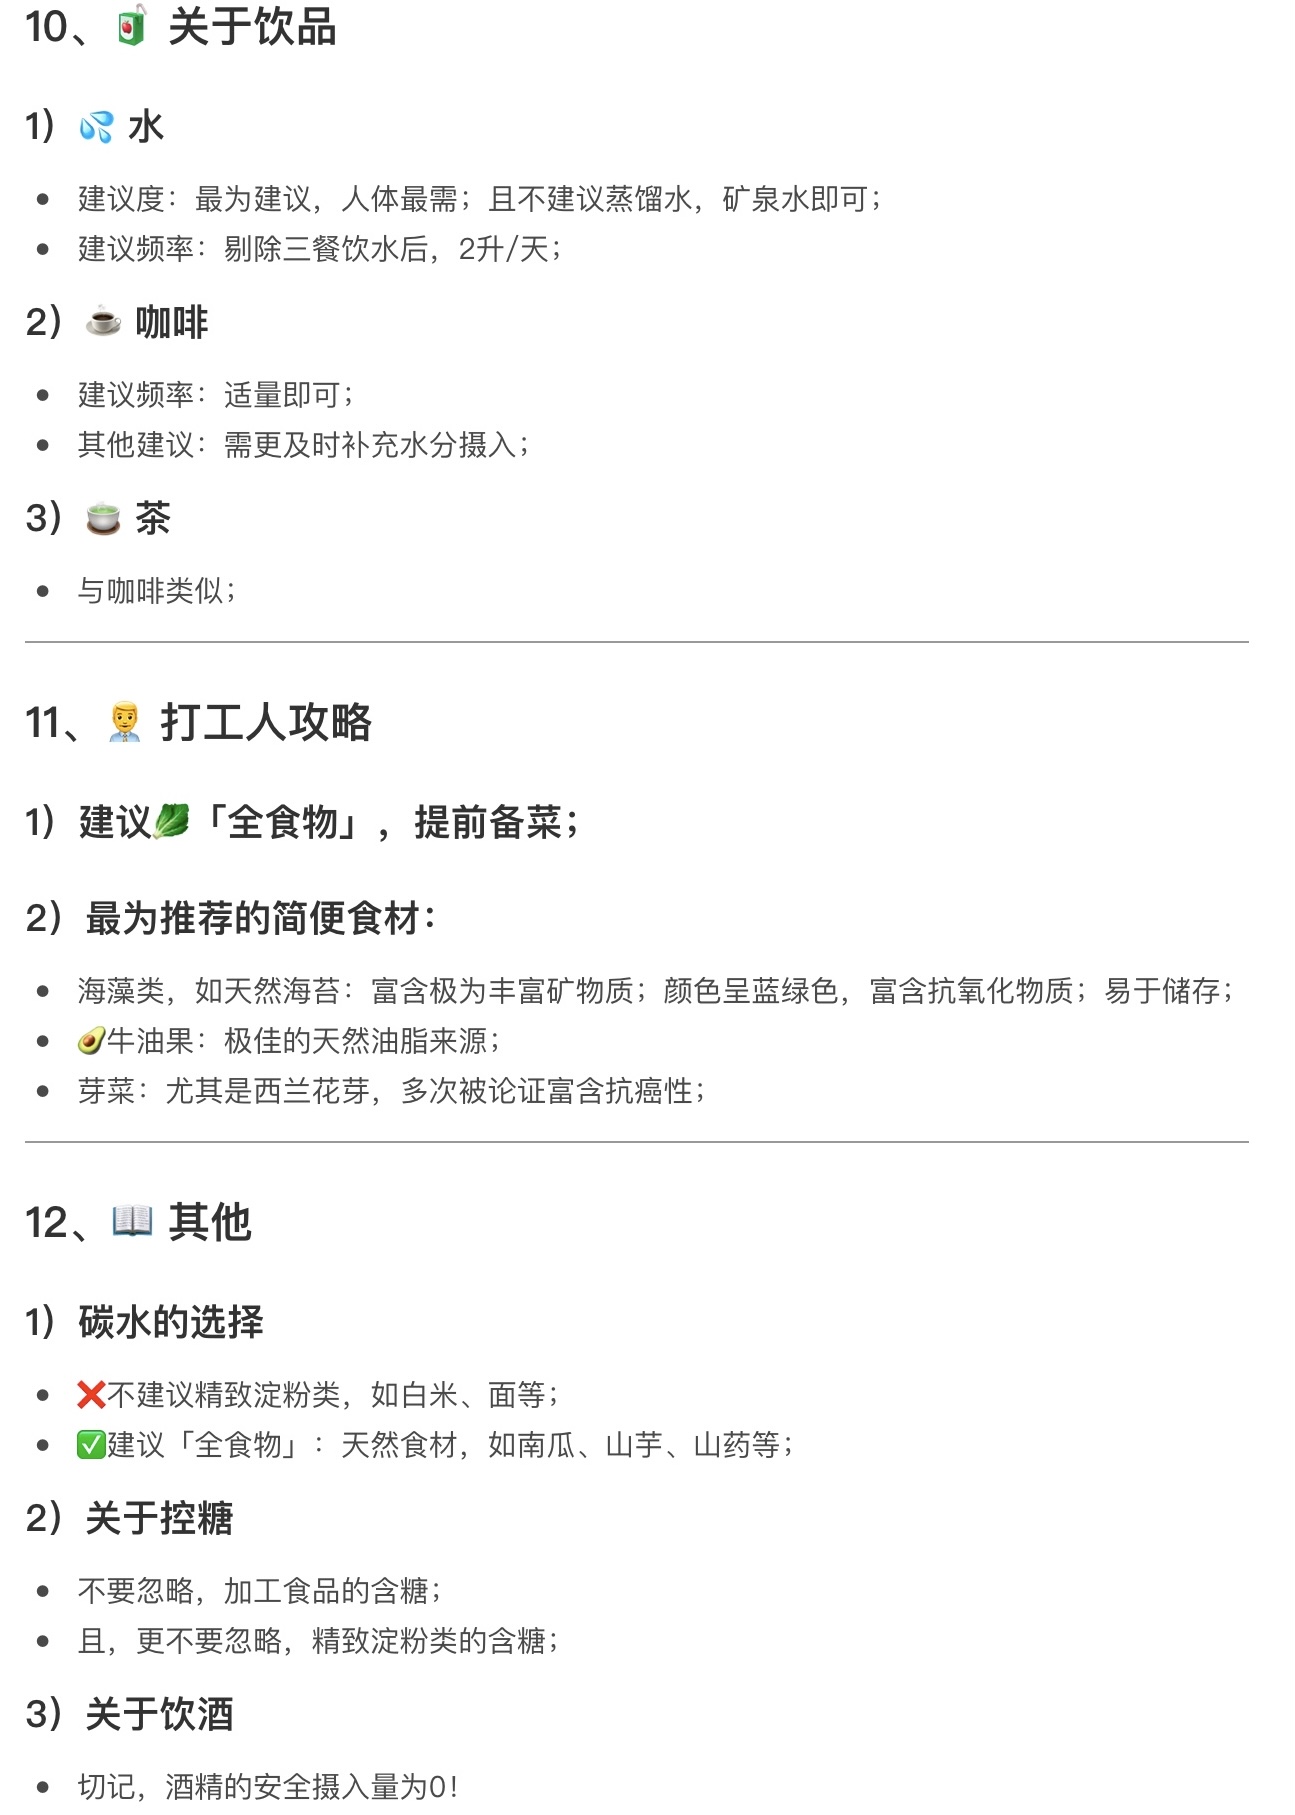 10、🧃 关于饮品
1）💦 水
• 建议度：最为建议，人体最需；且不建议蒸馏水，矿泉水即可；
• 建议频率：剔除三餐饮水后，2升/天；
2）☕ 咖啡
• 建议频率：适量即可；
• 其他建议：需更及时补充水分摄入；
3）🍵 茶
• 与咖啡类似；
11、👨‍💼 打工人攻略
1）建议🥬「全食物」，提前备菜；
2）最为推荐的简便食材：
• 海藻类，如天然海苔：富含极为丰富矿物质；颜色呈蓝绿色，富含抗氧化物质；易于储存；
• 🥑牛油果：极佳的天然油脂来源；
• 芽菜：尤其是西兰花芽，多次被论证富含抗癌性；
12、📖 其他
1）碳水的选择
• ❌不建议精致淀粉类，如白米、面等；
• ✅建议「全食物」：天然食材，如南瓜、山芋、山药等；
2）关于控糖
• 不要忽略，加工食品的含糖；
• 且，更不要忽略，精致淀粉类的含糖；
3）关于饮酒
• 切记，酒精的安全摄入量为0！